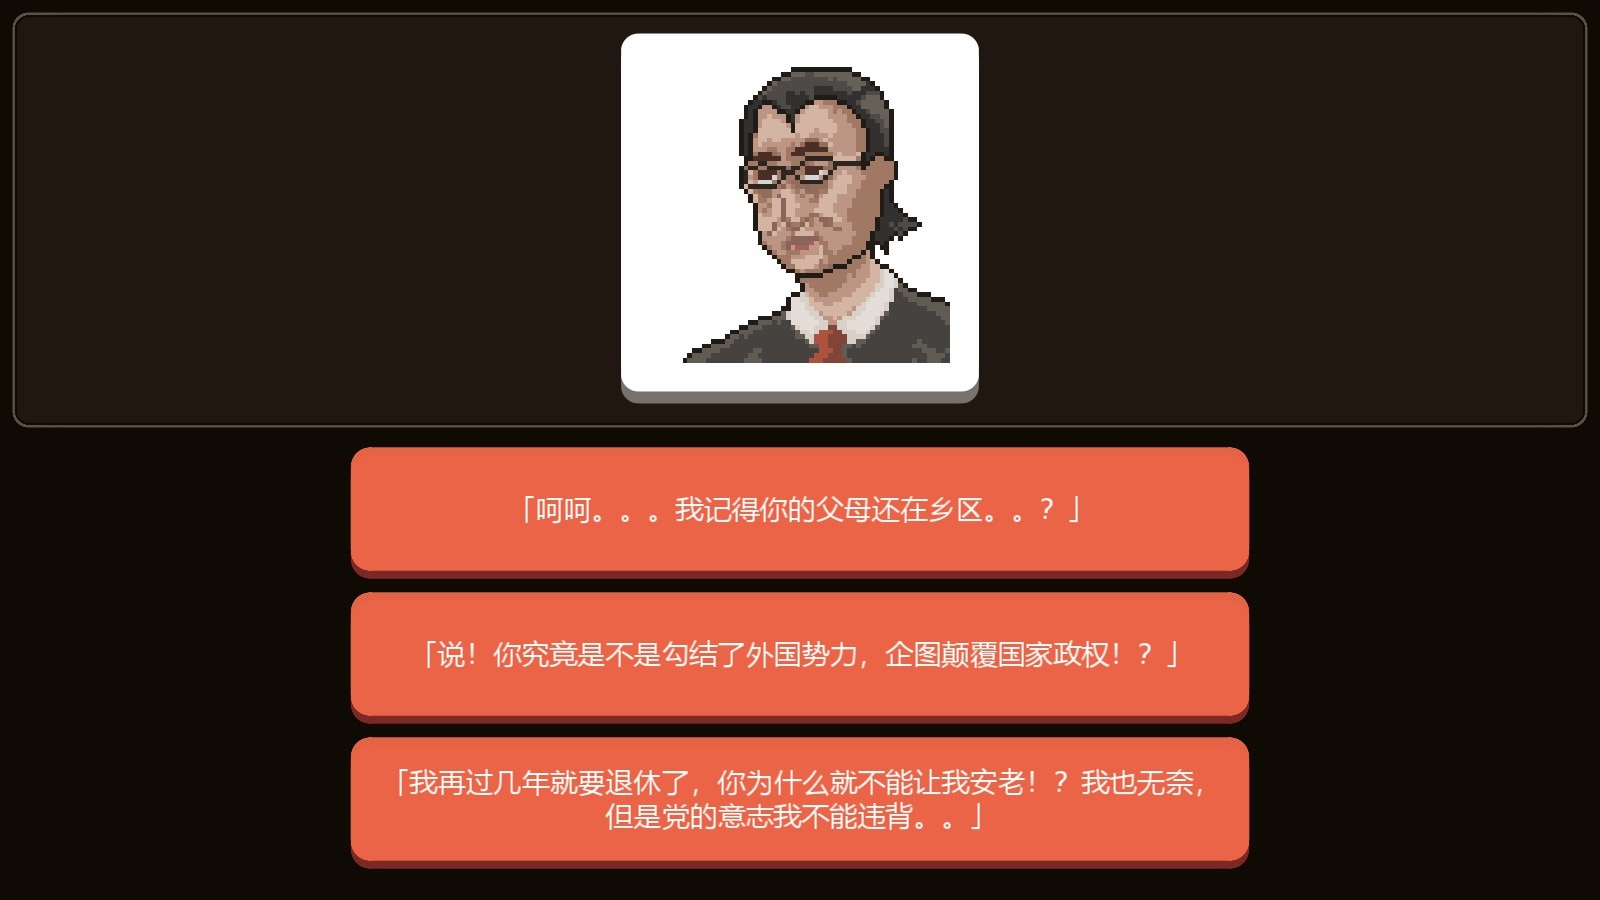 「呵呵。。。我记得你的父母还在乡区。。？」
「说！你究竟是不是勾结了外国势力，企图颠覆国家政权！？」
「我再过几年就要退休了，你为什么就不能让我安老！？我也无奈，
但是党的意志我不能违背。。」